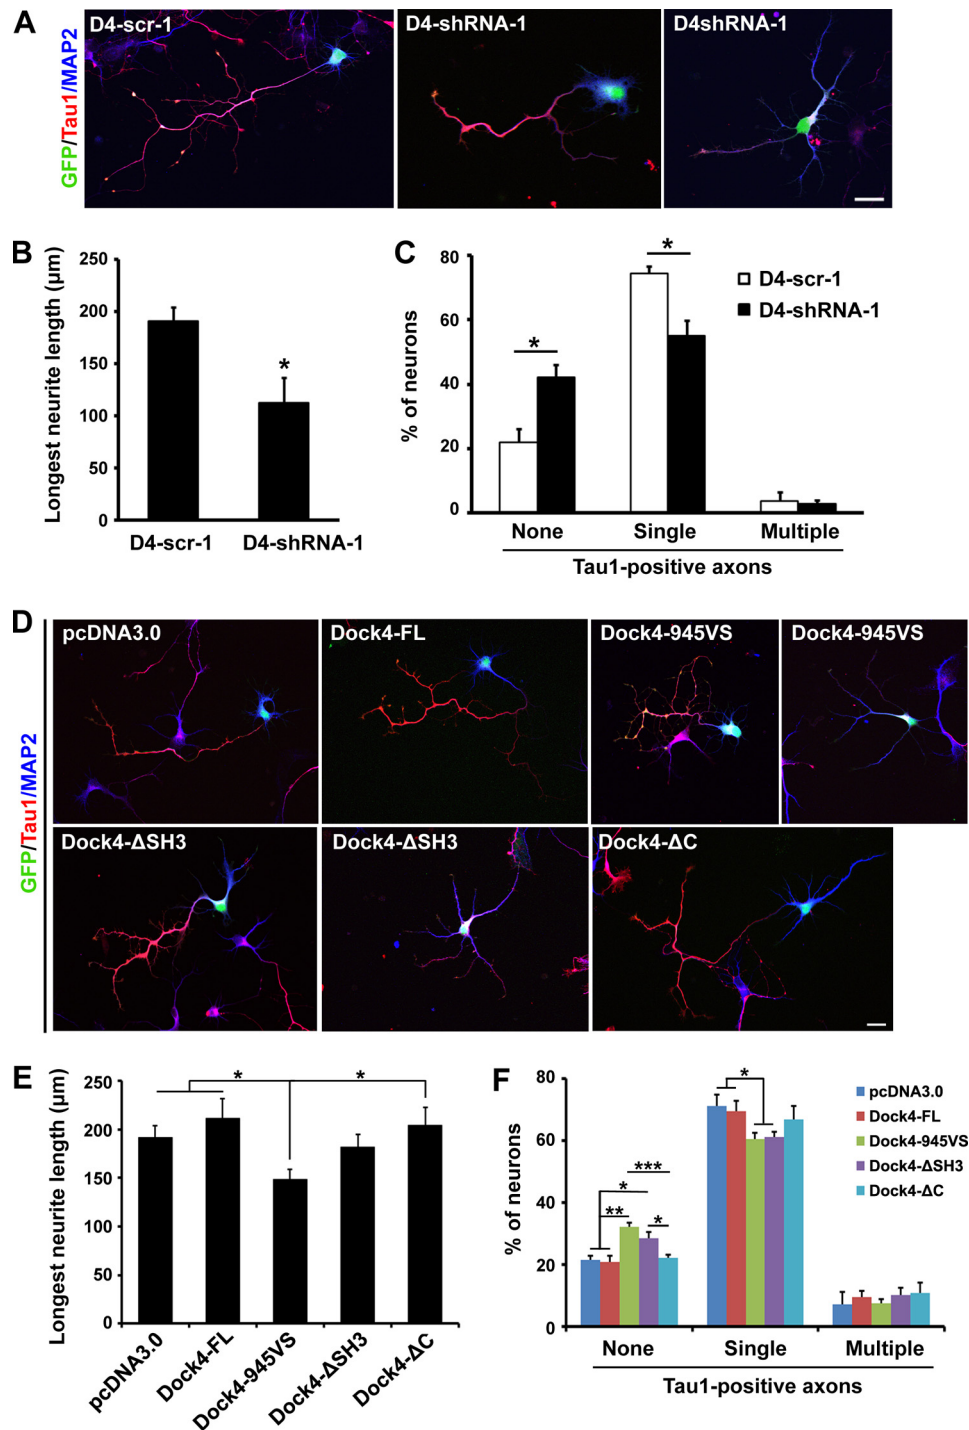 A
D4-scr-1
D4-shRNA-1
D4shRNA-1
GFP/Tau1/MAP2
B
Longest neurite length (μm)
250
200
150
100
50
0
*
D4-scr-1
D4-shRNA-1
C
% of neurons
80
60
40
20
0
*
*
D4-scr-1
D4-shRNA-1
None
Single
Multiple
Tau1-positive axons
D
pcDNA3.0
Dock4-FL
Dock4-945VS
Dock4-945VS
GFP/Tau1/MAP2
Dock4-ΔSH3
Dock4-ΔSH3
Dock4-ΔC
E
Longest neurite length (μm)
250
200
150
100
50
0
*
*
pcDNA3.0
Dock4-FL
Dock4-945VS
Dock4-ΔSH3
Dock4-ΔC
F
% of neurons
80
60
40
20
0
***
*
**
*
*
pcDNA3.0
Dock4-FL
Dock4-945VS
Dock4-ΔSH3
Dock4-ΔC
None
Single
Multiple
Tau1-positive axons